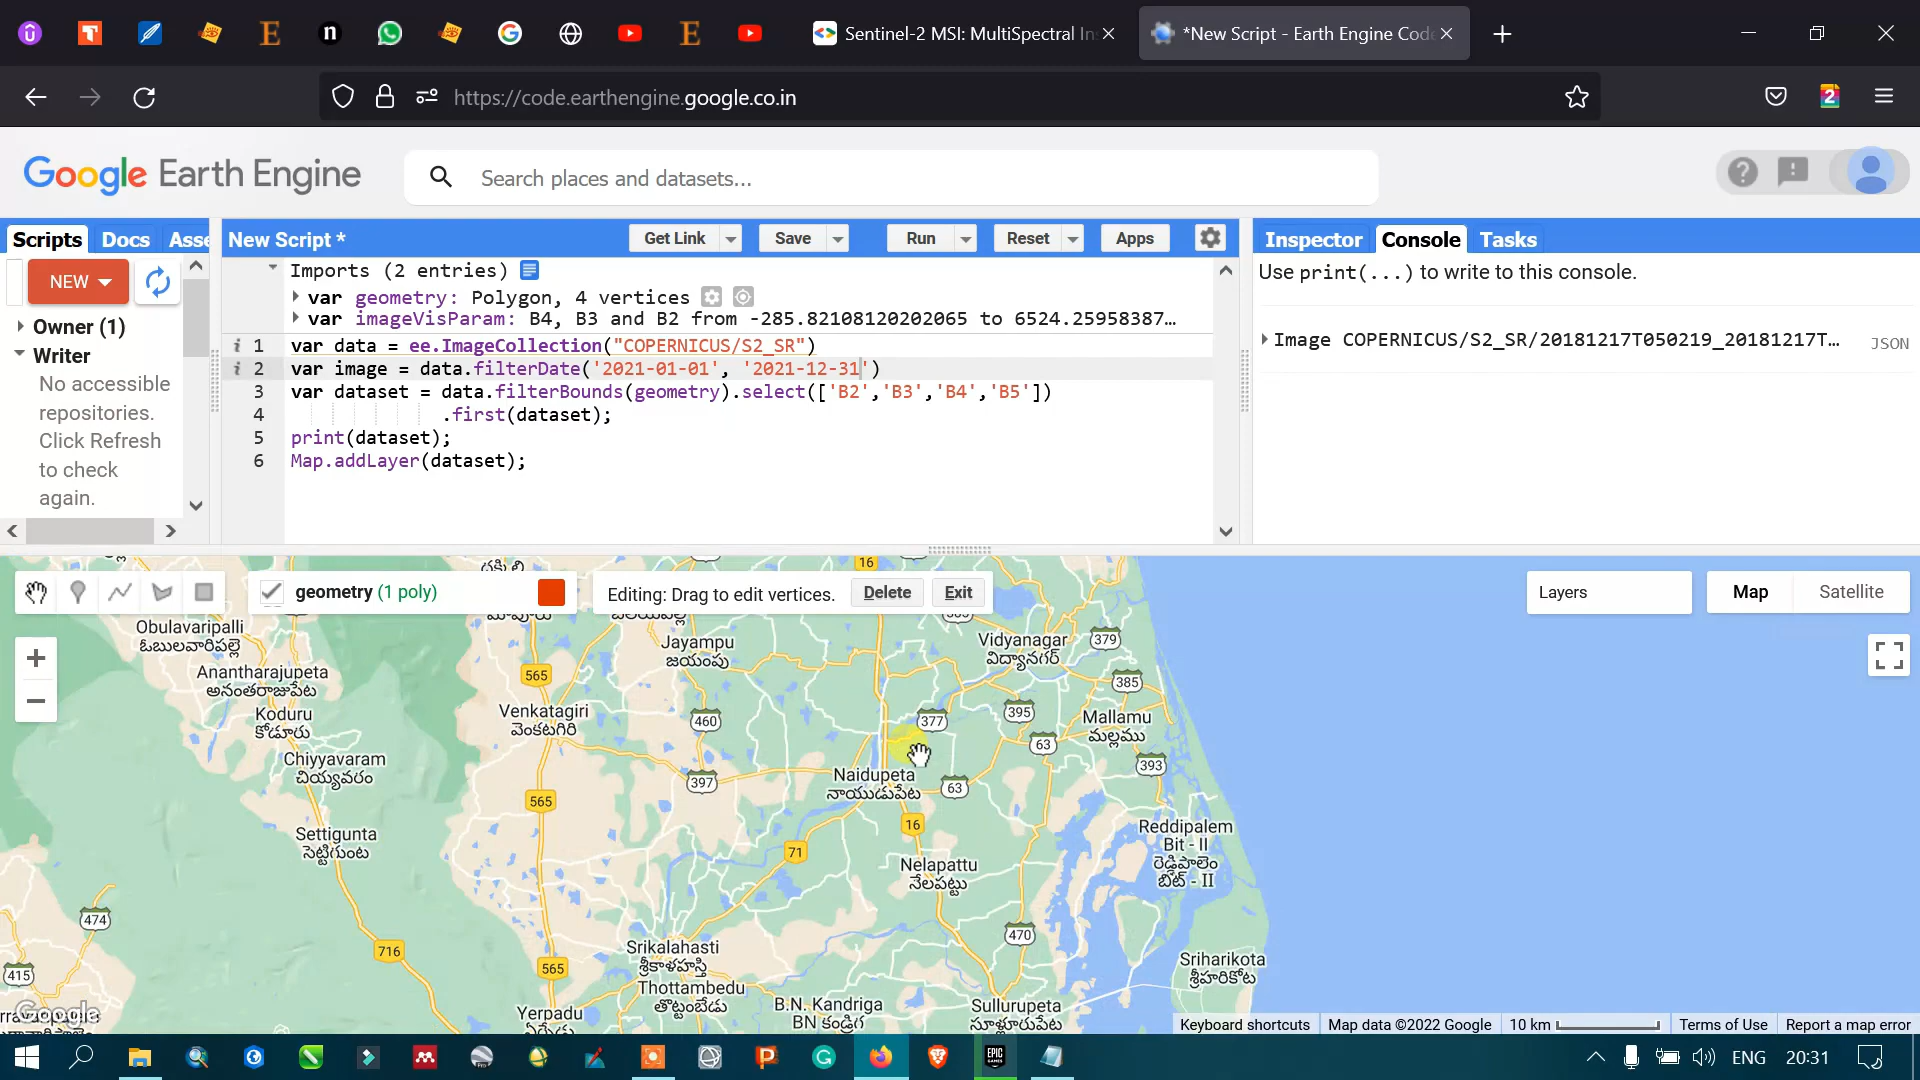 Sentinel-2 MSI: MultiSpectral In
*New Script - Earth Engine Code
https://code.earthengine.google.co.in
2
Google Earth Engine
Search places and datasets...
Scripts Docs Asse
New Script *
Get Link Save Run Reset Apps
Inspector Console Tasks
NEW
Owner (1)
Writer
No accessible
repositories.
Click Refresh
to check
again.
Imports (2 entries)
var geometry: Polygon, 4 vertices
var imageVisParam: B4, B3 and B2 from -285.82108120202065 to 6524.25958387…
i 1 var data = ee.ImageCollection("COPERNICUS/S2_SR")
i 2 var image = data.filterDate('2021-01-01', '2021-12-31')
3 var dataset = data.filterBounds(geometry).select(['B2','B3','B4','B5'])
4 .first(dataset);
5 print(dataset);
6 Map.addLayer(dataset);
Use print(...) to write to this console.
Image COPERNICUS/S2_SR/20181217T050219_20181217T… JSON
geometry (1 poly)
Editing: Drag to edit vertices. Delete Exit
Layers
Map Satellite
16
Obulavaripalli
ఓబులవారిపల్లె
Jayampu
జయంపు
Vidyanagar
విద్యానగర్
379
Anantharajupeta
అనంతరాజుపేట
565
385
Koduru
కోడూరు
Venkatagiri
వెంకటగిరి
460
377
395
Mallamu
మల్లము
Chiyyavaram
చియ్యవరం
63
393
Naidupeta
నాయుడుపేట
397
63
565
16
Settigunta
సెట్టిగుంట
Reddipalem
Bit - II
రెడ్డిపాలెం
బిట్ - II
71
Nelapattu
నేలపట్టు
474
716
470
Srikalahasti
శ్రీకాళహస్తి
565
415
Thottambedu
తొట్టంబేడు
Sriharikota
శ్రీహరికోట
Yerpadu
B.N. Kandriga
BN కండ్రిగ
Sullurupeta
సూళ్లూరుపేట
Google
Keyboard shortcuts Map data ©2022 Google 10 km Terms of Use Report a map error
ENG 20:31